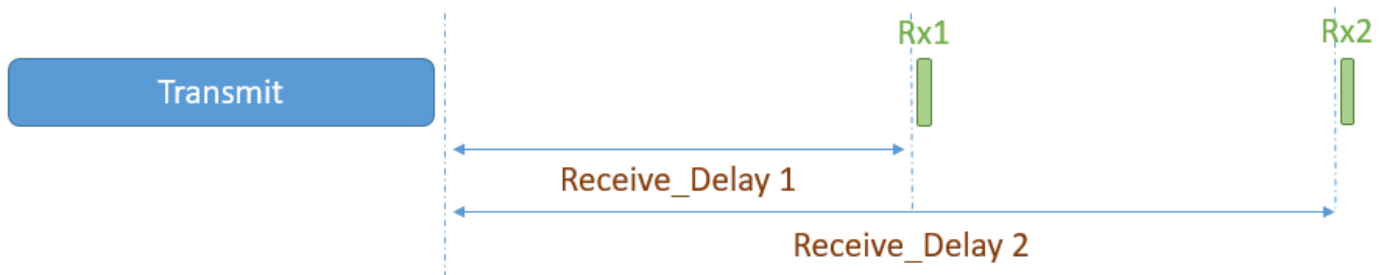 Rx1
Rx2
Transmit
Receive_Delay 1
Receive_Delay 2